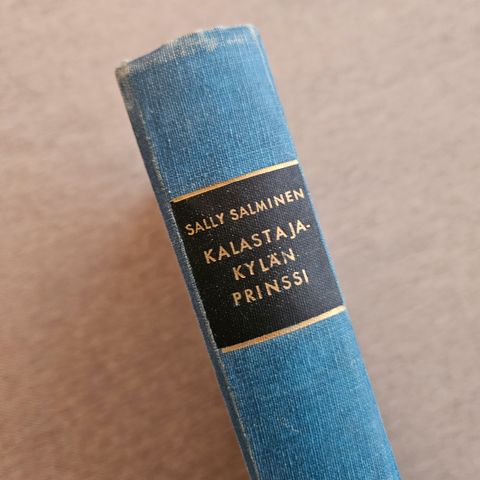 SALLY SALMINEN
KALASTAJA-
KYLÄN
PRINSSI